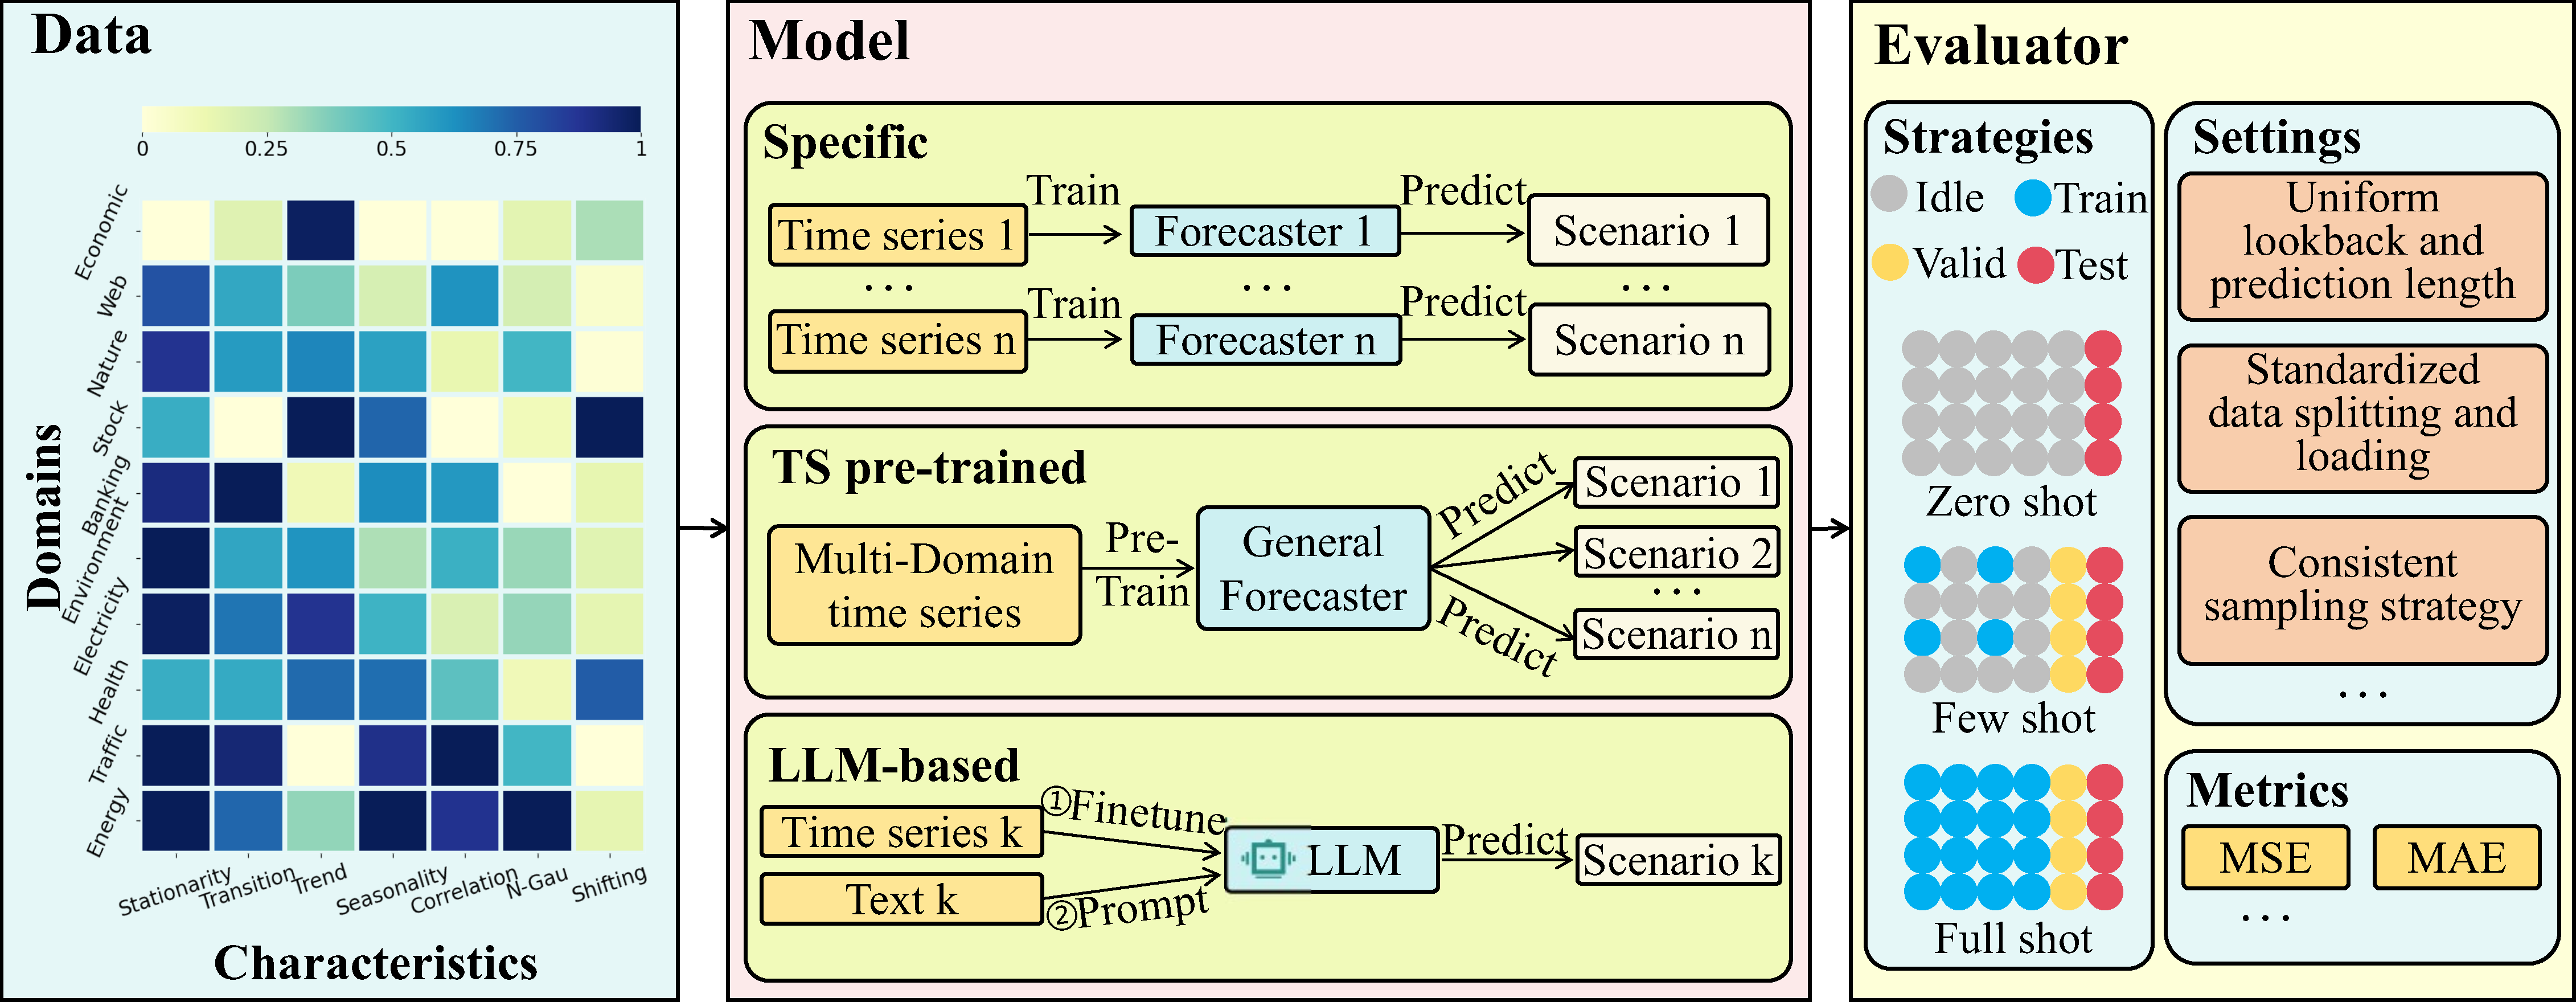 Data
0
0.25
0.5
0.75
1
Domains
Economic
Web
Nature
Stock
Banking
Environment
Electricity
Health
Traffic
Energy
Stationarity
Transition
Trend
Seasonality
Correlation
N-Gau
Shifting
Characteristics
Model
Specific
Time series 1
Train
Forecaster 1
Predict
Scenario 1
...
...
...
Time series n
Train
Forecaster n
Predict
Scenario n
TS pre-trained
Multi-Domain
time series
Pre-
Train
General
Forecaster
Predict
Predict
Scenario 1
Scenario 2
...
Scenario n
LLM-based
Time series k
Text k
①Finetune
②Prompt
LLM
Predict
Scenario k
Evaluator
Strategies
Idle
Train
Valid
Test
Zero shot
Few shot
Full shot
Settings
Uniform
lookback and
prediction length
Standardized
data splitting and
loading
Consistent
sampling strategy
...
Metrics
MSE
MAE
...